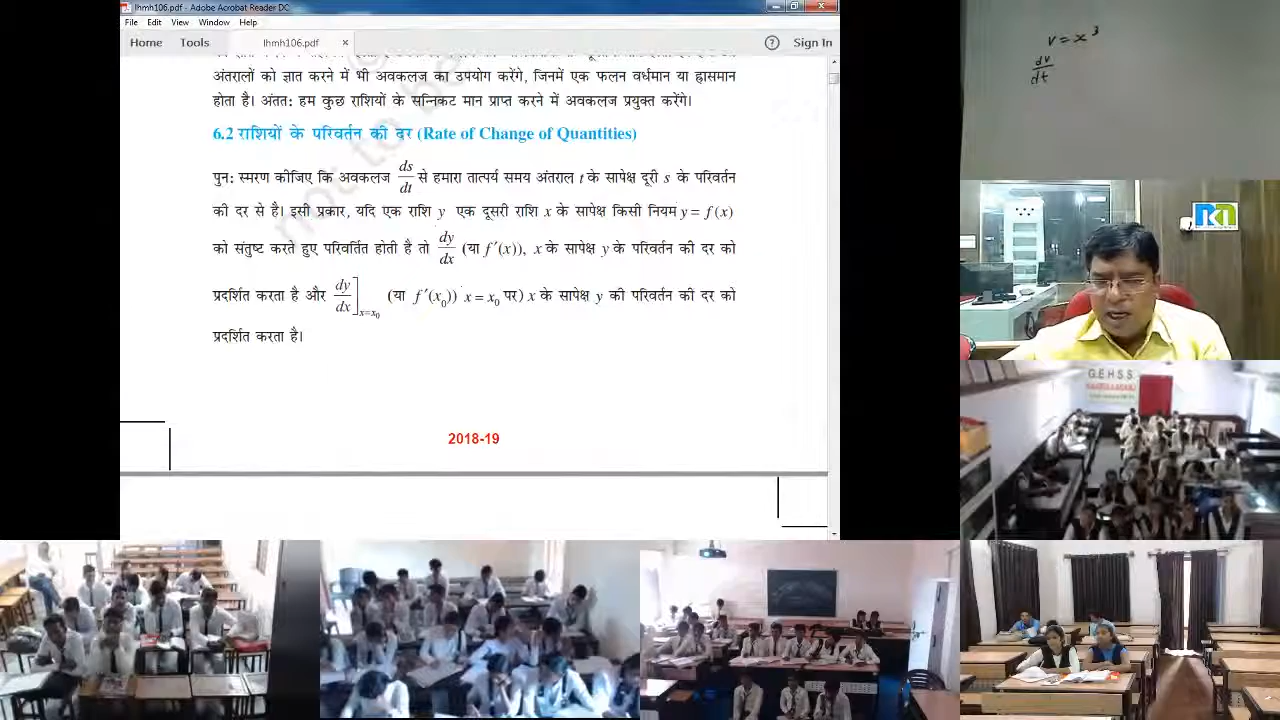 lhmh106.pdf - Adobe Acrobat Reader DC
File Edit View Window Help
Home Tools lhmh106.pdf × ? Sign In
अंतरालों को ज्ञात करने में भी अवकलज का उपयोग करेंगे, जिनमें एक फलन वर्धमान या ह्रासमान
होता है। अंततः हम कुछ राशियों के सन्निकट मान प्राप्त करने में अवकलज प्रयुक्त करेंगे।
6.2 राशियों के परिवर्तन की दर (Rate of Change of Quantities)
पुनः स्मरण कीजिए कि अवकलज ds/dt से हमारा तात्पर्य समय अंतराल t के सापेक्ष दूरी s के परिवर्तन
की दर से है। इसी प्रकार, यदि एक राशि y एक दूसरी राशि x के सापेक्ष किसी नियम y = f (x)
को संतुष्ट करते हुए परिवर्तित होती है तो dy/dx (या f ′(x)), x के सापेक्ष y के परिवर्तन की दर को
प्रदर्शित करता है और dy/dx]x=x0 (या f ′(x0)) x = x0 पर) x के सापेक्ष y की परिवर्तन की दर को
प्रदर्शित करता है।
2018-19
v = x³
dv/dt
G.E.H.S.S.